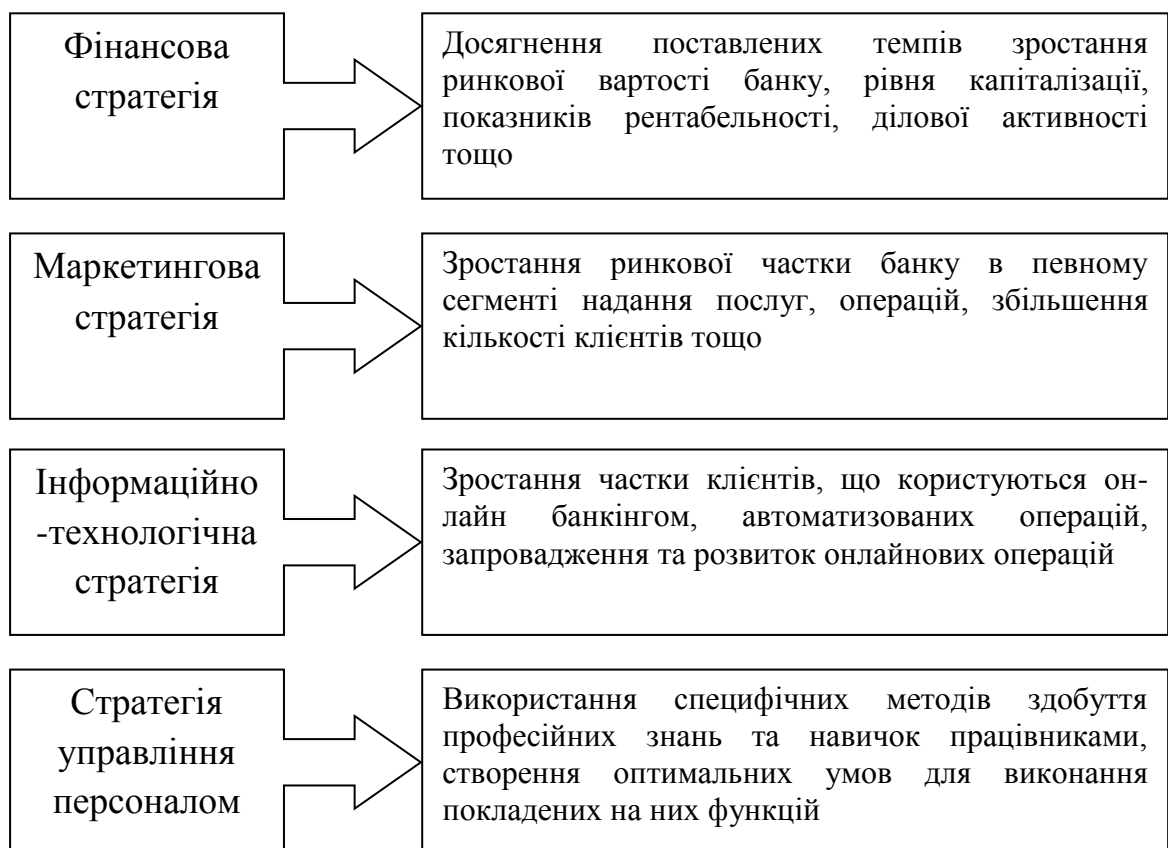 Фінансова
стратегія
Досягнення поставлених темпів зростання
ринкової вартості банку, рівня капіталізації,
показників рентабельності, ділової активності
тощо
Маркетингова
стратегія
Зростання ринкової частки банку в певному
сегменті надання послуг, операцій, збільшення
кількості клієнтів тощо
Інформаційно
-технологічна
стратегія
Зростання частки клієнтів, що користуються он-
лайн банкінгом, автоматизованих операцій,
запровадження та розвиток онлайнових операцій
Стратегія
управління
персоналом
Використання специфічних методів здобуття
професійних знань та навичок працівниками,
створення оптимальних умов для виконання
покладених на них функцій